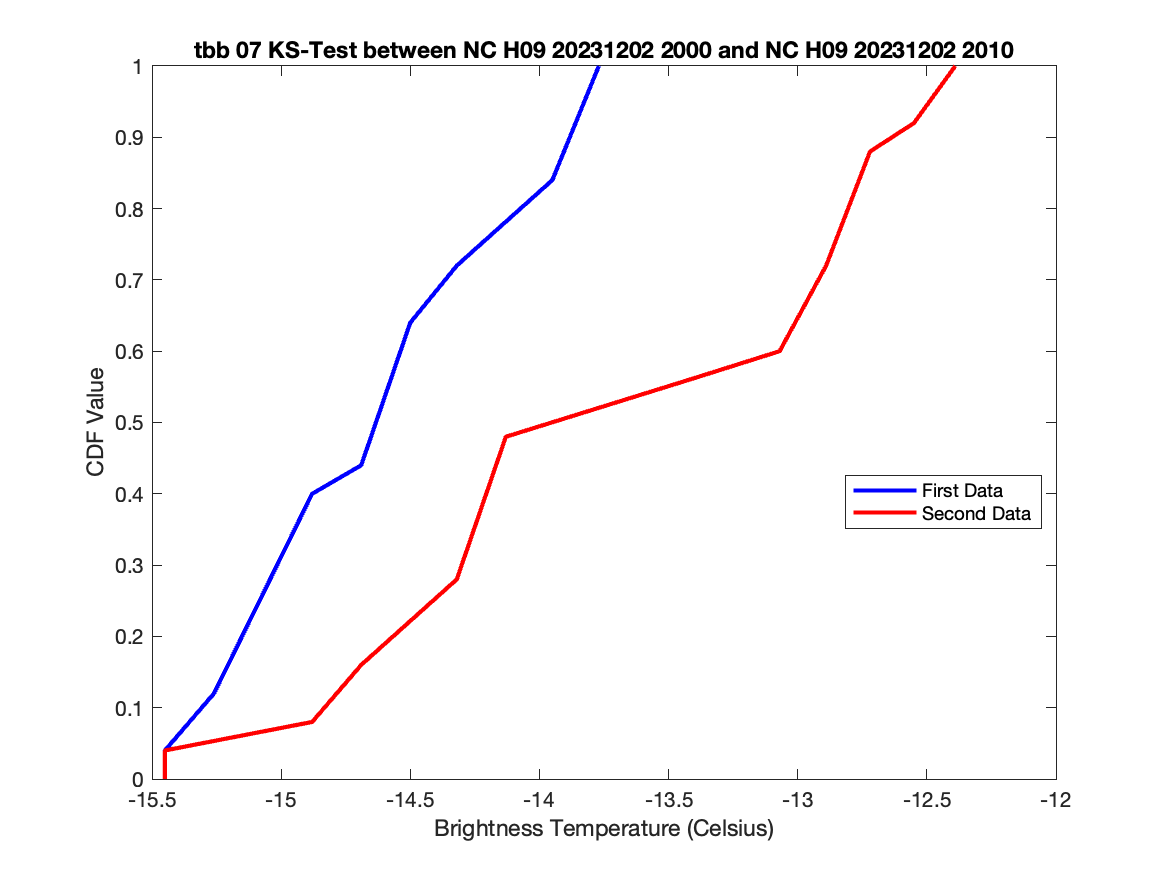 tbb 07 KS-Test between NC H09 20231202 2000 and NC H09 20231202 2010
1
0.9
0.8
0.7
0.6
0.5
0.4
0.3
0.2
0.1
0
CDF Value
First Data
Second Data
-15.5 -15 -14.5 -14 -13.5 -13 -12.5 -12
Brightness Temperature (Celsius)